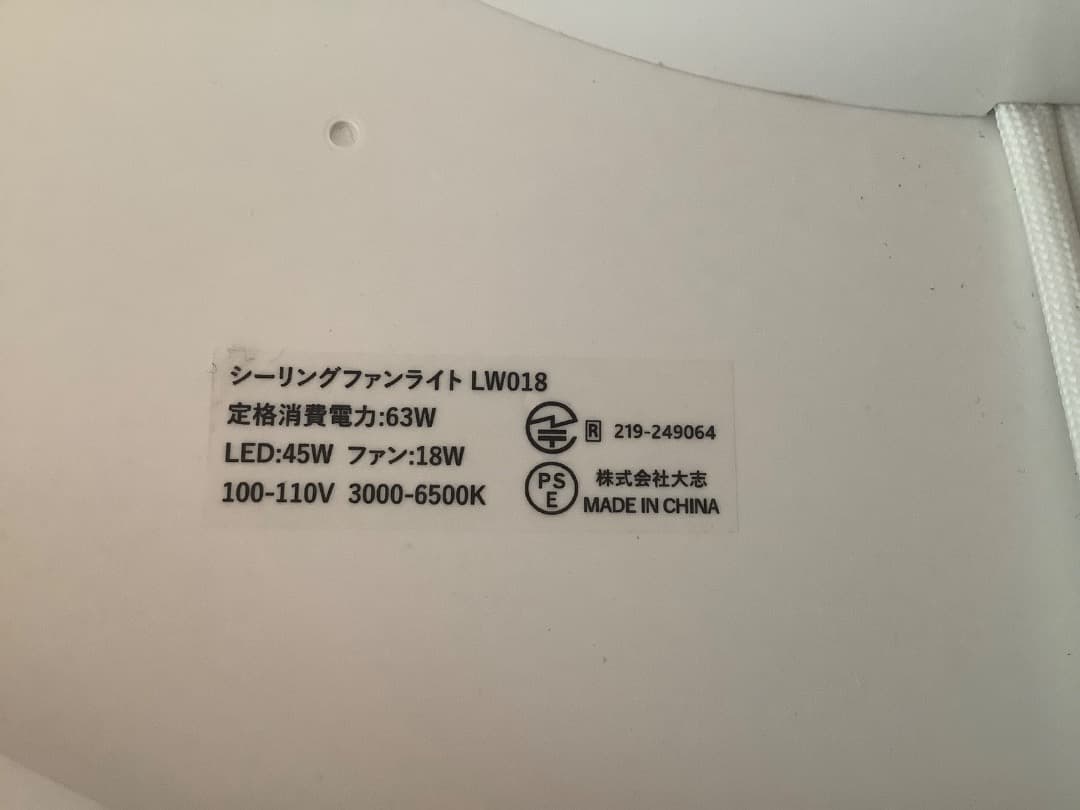 シーリングファンライト LW018
定格消費電力:63W
LED:45W ファン:18W
100-110V 3000-6500K
R 219-249064
PSE
株式会社大志
MADE IN CHINA